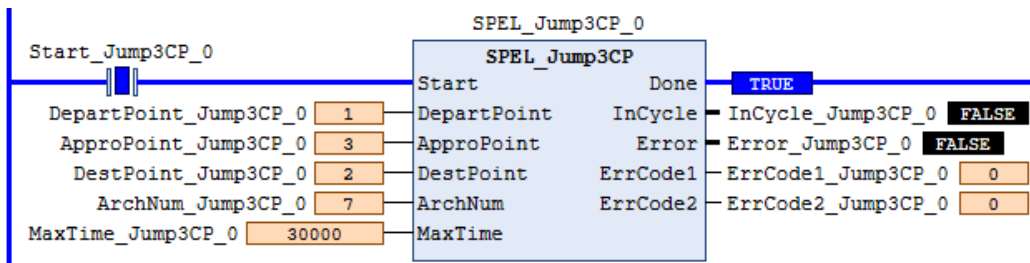 SPEL_Jump3CP_0
Start_Jump3CP_0 SPEL_Jump3CP
Start Done TRUE
DepartPoint_Jump3CP_0 1 DepartPoint InCycle InCycle_Jump3CP_0 FALSE
ApproPoint_Jump3CP_0 3 ApproPoint Error Error_Jump3CP_0 FALSE
DestPoint_Jump3CP_0 2 DestPoint ErrCode1 ErrCode1_Jump3CP_0 0
ArchNum_Jump3CP_0 7 ArchNum ErrCode2 ErrCode2_Jump3CP_0 0
MaxTime_Jump3CP_0 30000 MaxTime